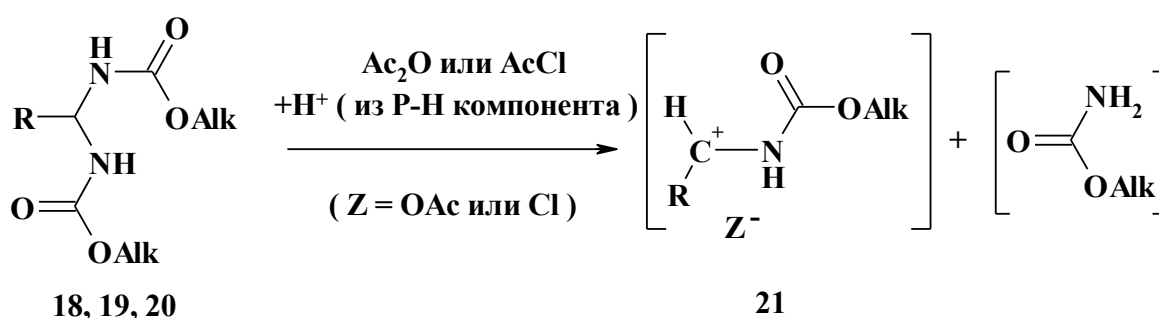 H
N
O
OAlk
R
NH
O
OAlk
18, 19, 20
Ac₂O или AcCl
+H⁺ ( из P-H компонента )
( Z = OAc или Cl )
H
C⁺
R
N
H
O
OAlk
Z⁻
21
+
NH₂
O
OAlk